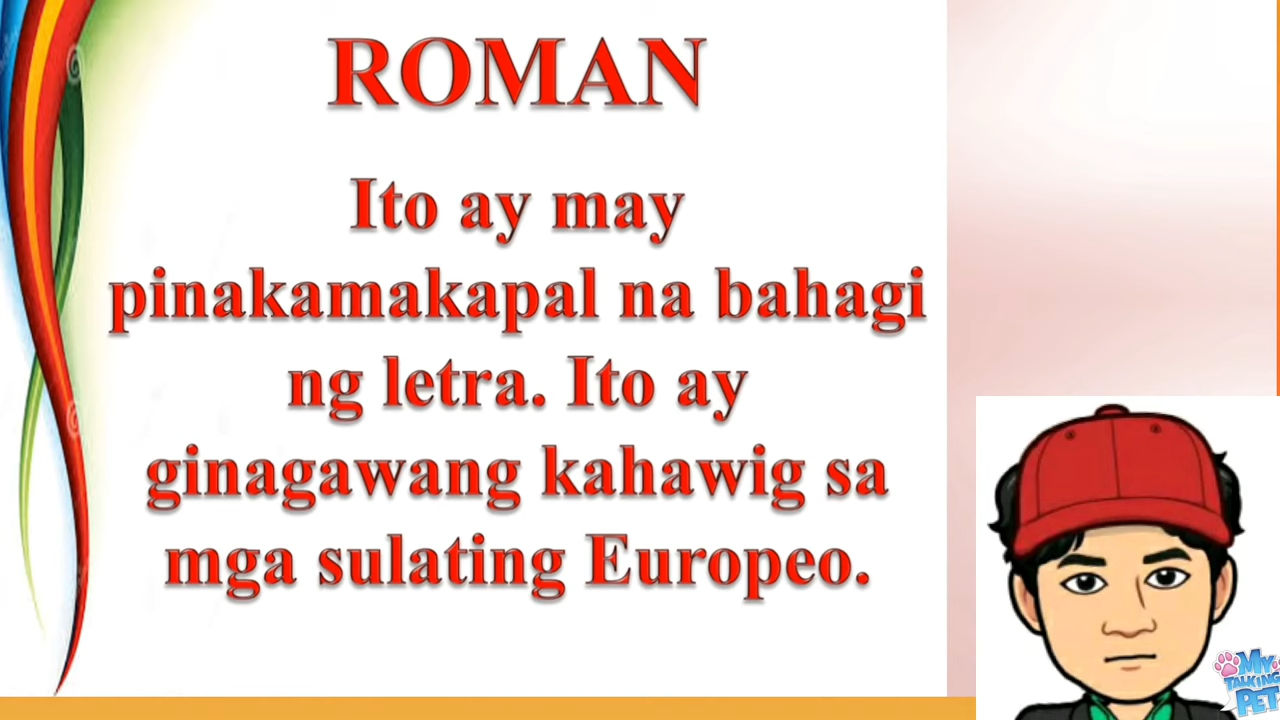 ROMAN
Ito ay may
pinakamakapal na bahagi
ng letra. Ito ay
ginagawang kahawig sa
mga sulating Europeo.
MY
TALKING
PET